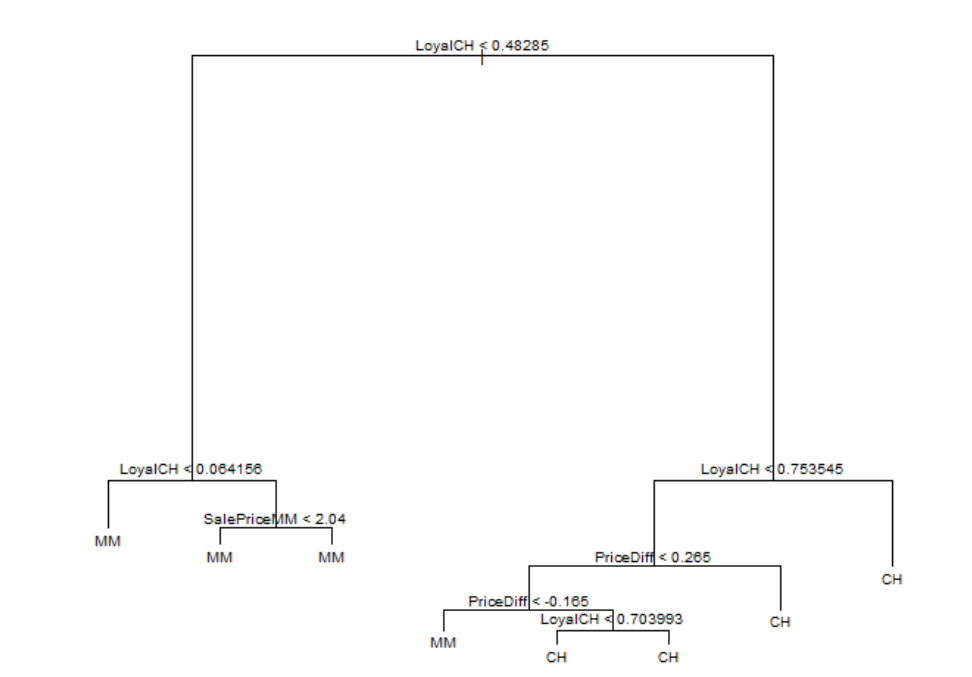 LoyalCH < 0.48285
LoyalCH < 0.064156
LoyalCH < 0.753545
SalePriceMM < 2.04
MM
MM
MM
PriceDiff < 0.265
CH
PriceDiff < -0.165
LoyalCH < 0.703993
CH
MM
CH
CH